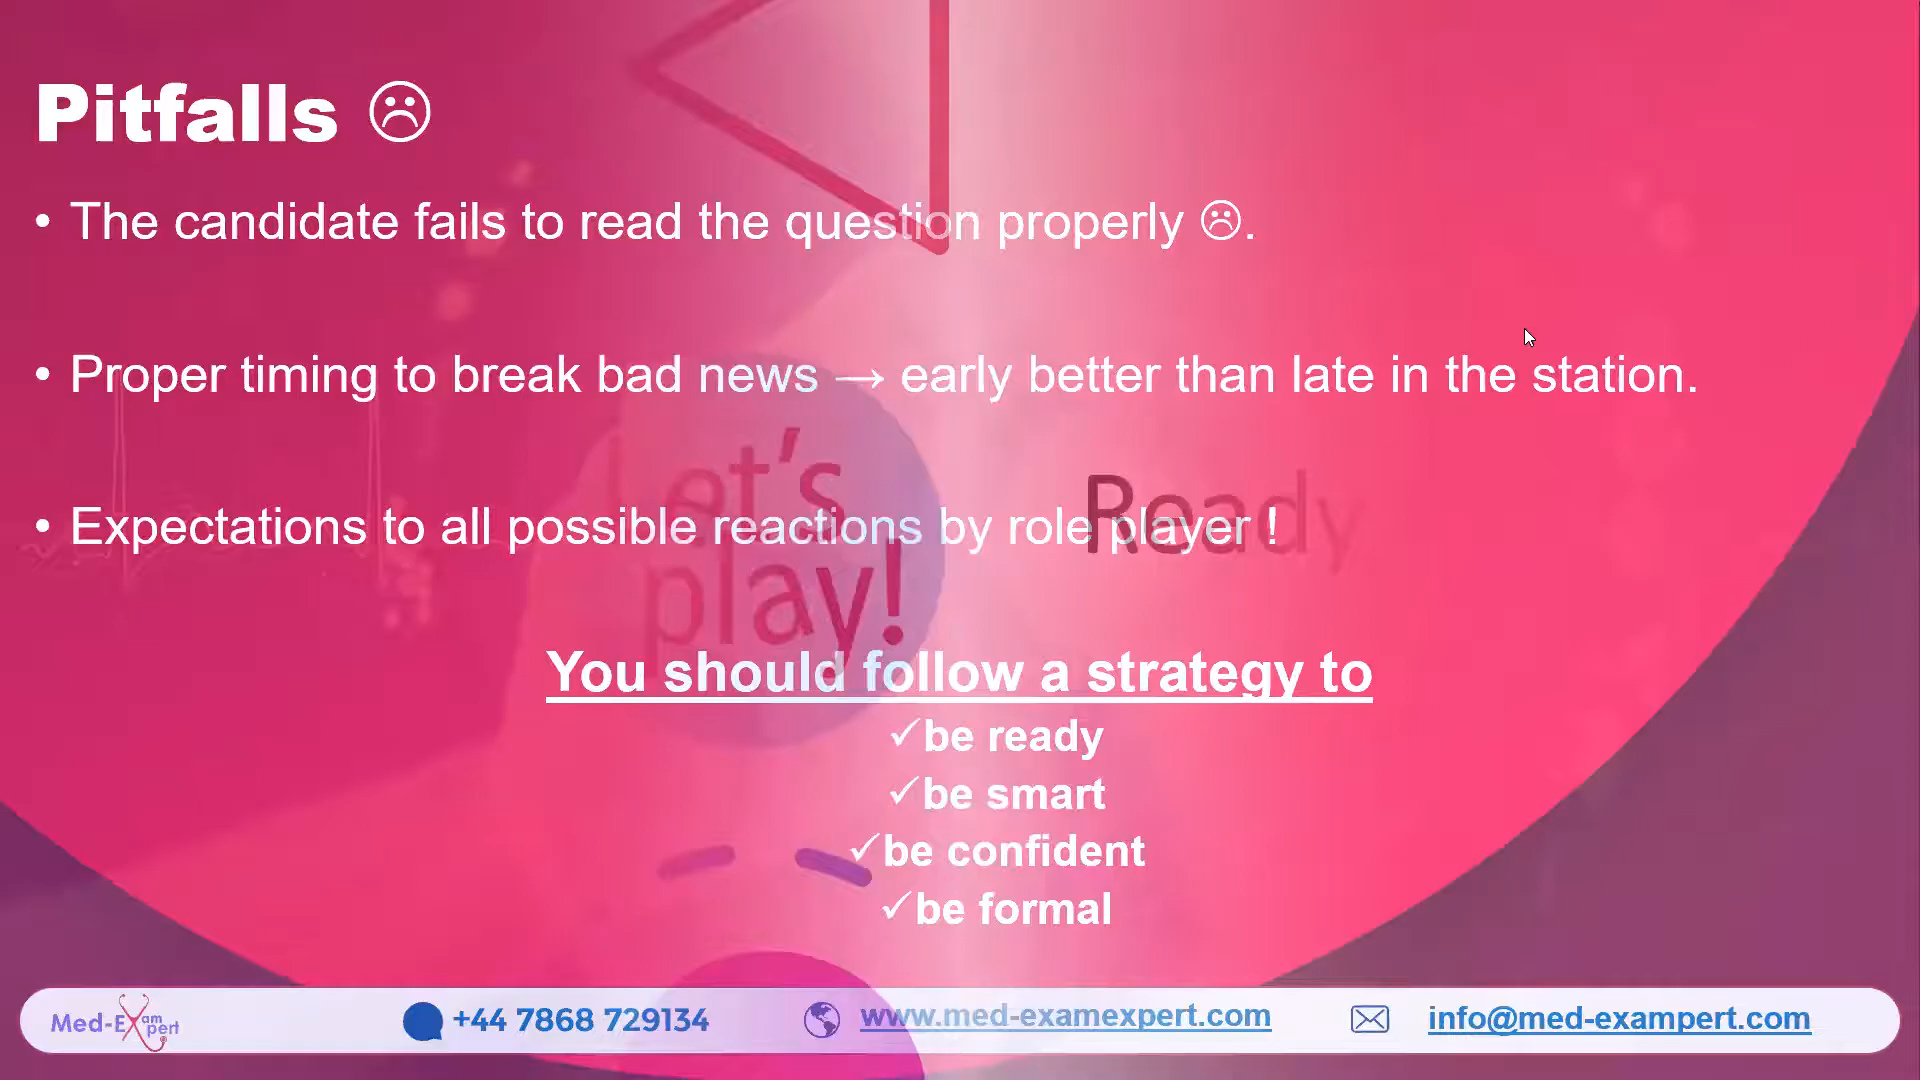 Pitfalls ☹
• The candidate fails to read the question properly ☹.
• Proper timing to break bad news → early better than late in the station.
• Expectations to all possible reactions by role player !
Let's
play!
Ready
You should follow a strategy to
✓be ready
✓be smart
✓be confident
✓be formal
Med-Exam
pert
+44 7868 729134
www.med-examexpert.com
info@med-exampert.com